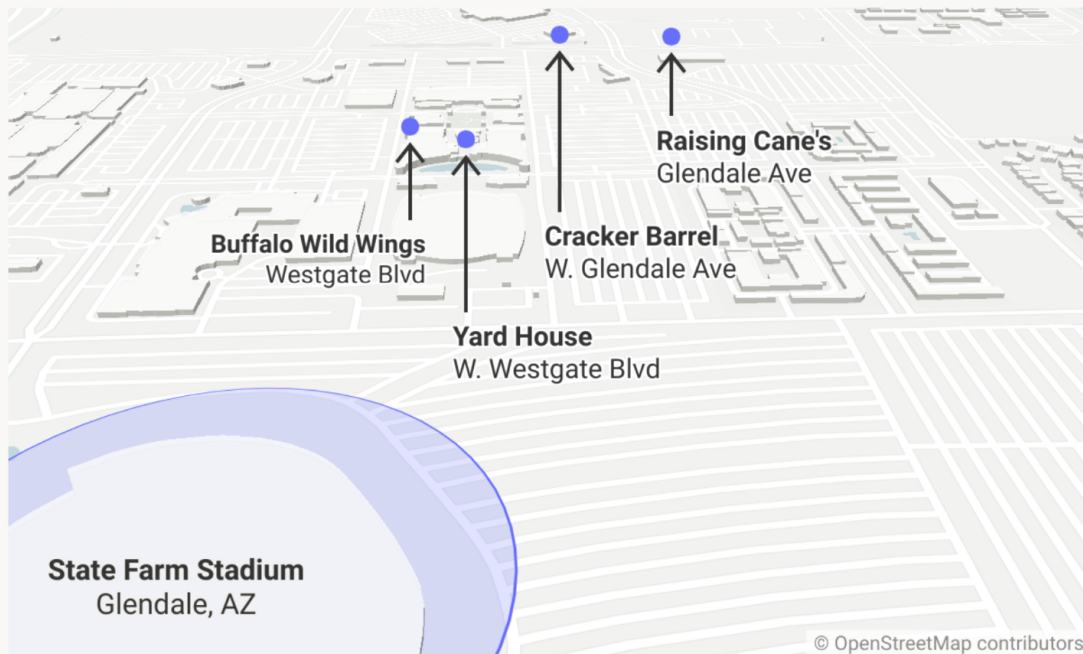 Raising Cane's
Glendale Ave
Buffalo Wild Wings
Westgate Blvd
Cracker Barrel
W. Glendale Ave
Yard House
W. Westgate Blvd
State Farm Stadium
Glendale, AZ
© OpenStreetMap contributors